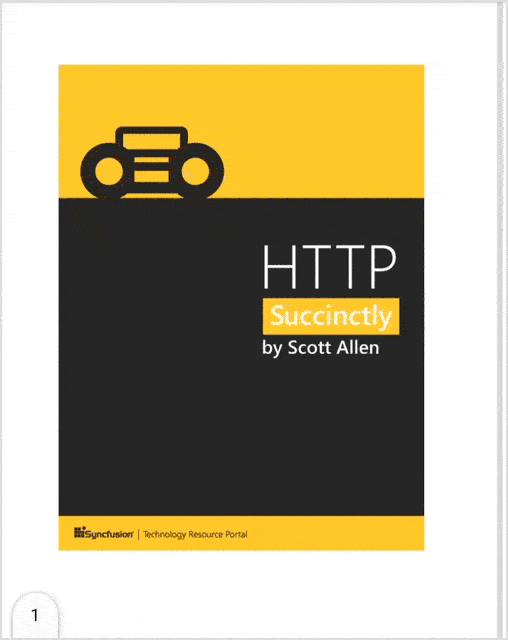 HTTP
Succinctly
by Scott Allen
Syncfusion | Technology Resource Portal
1